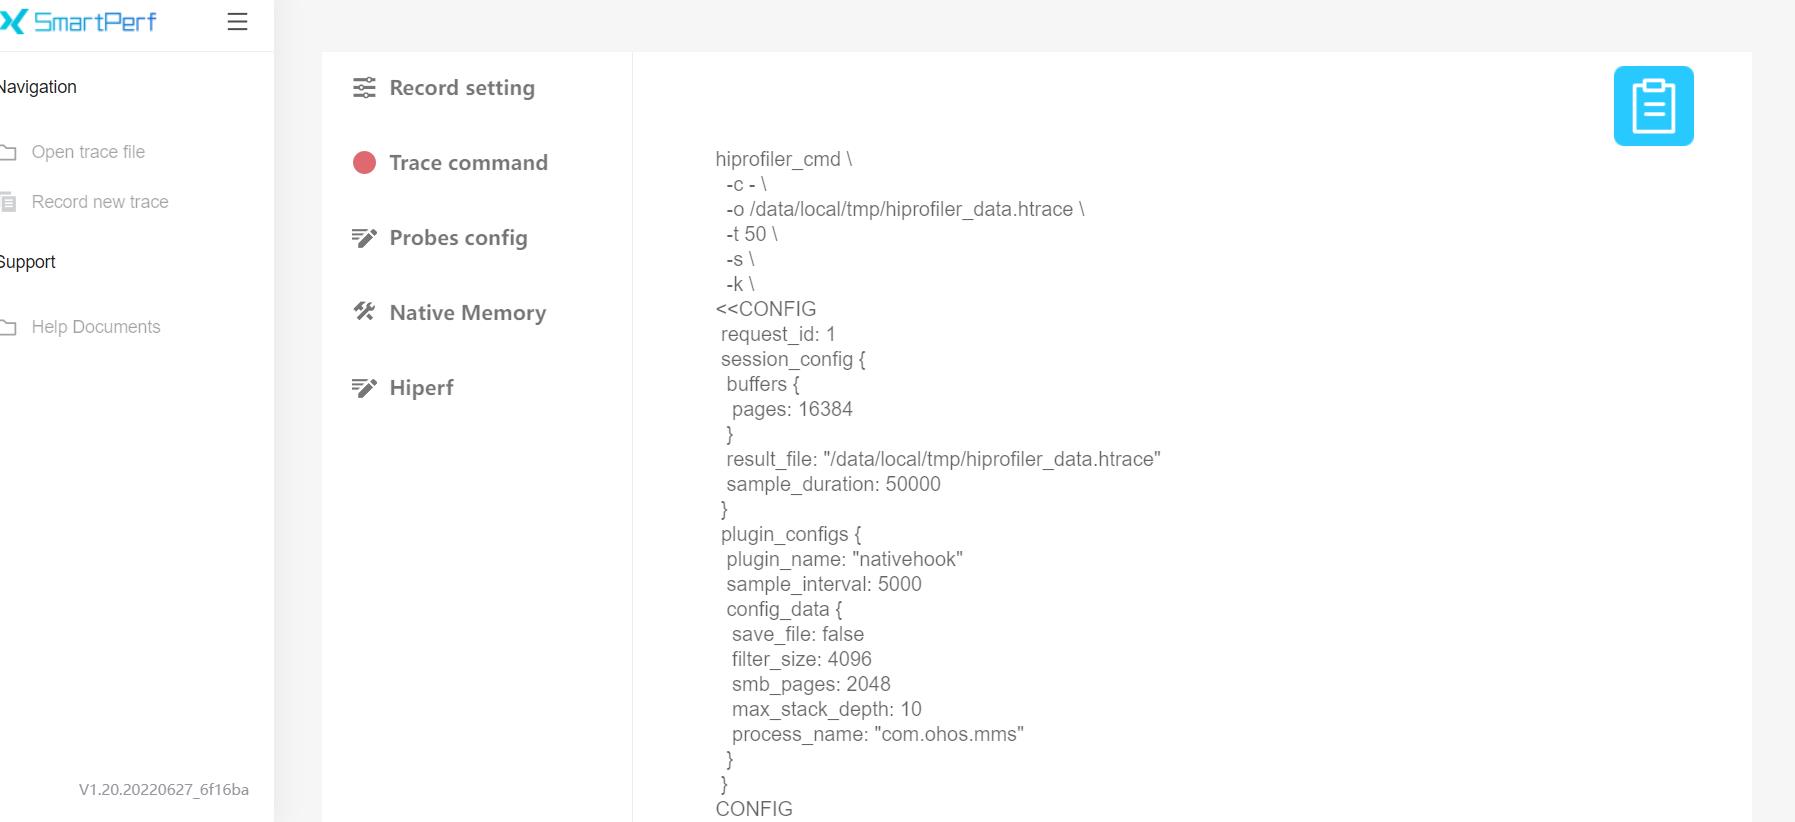 SmartPerf
Navigation
Open trace file
Record new trace
Support
Help Documents
V1.20.20220627_6f16ba
Record setting
Trace command
Probes config
Native Memory
Hiperf
hiprofiler_cmd \
-c - \
-o /data/local/tmp/hiprofiler_data.htrace \
-t 50 \
-s \
-k \
<<CONFIG
request_id: 1
session_config {
buffers {
pages: 16384
}
result_file: "/data/local/tmp/hiprofiler_data.htrace"
sample_duration: 50000
}
plugin_configs {
plugin_name: "nativehook"
sample_interval: 5000
config_data {
save_file: false
filter_size: 4096
smb_pages: 2048
max_stack_depth: 10
process_name: "com.ohos.mms"
}
}
CONFIG